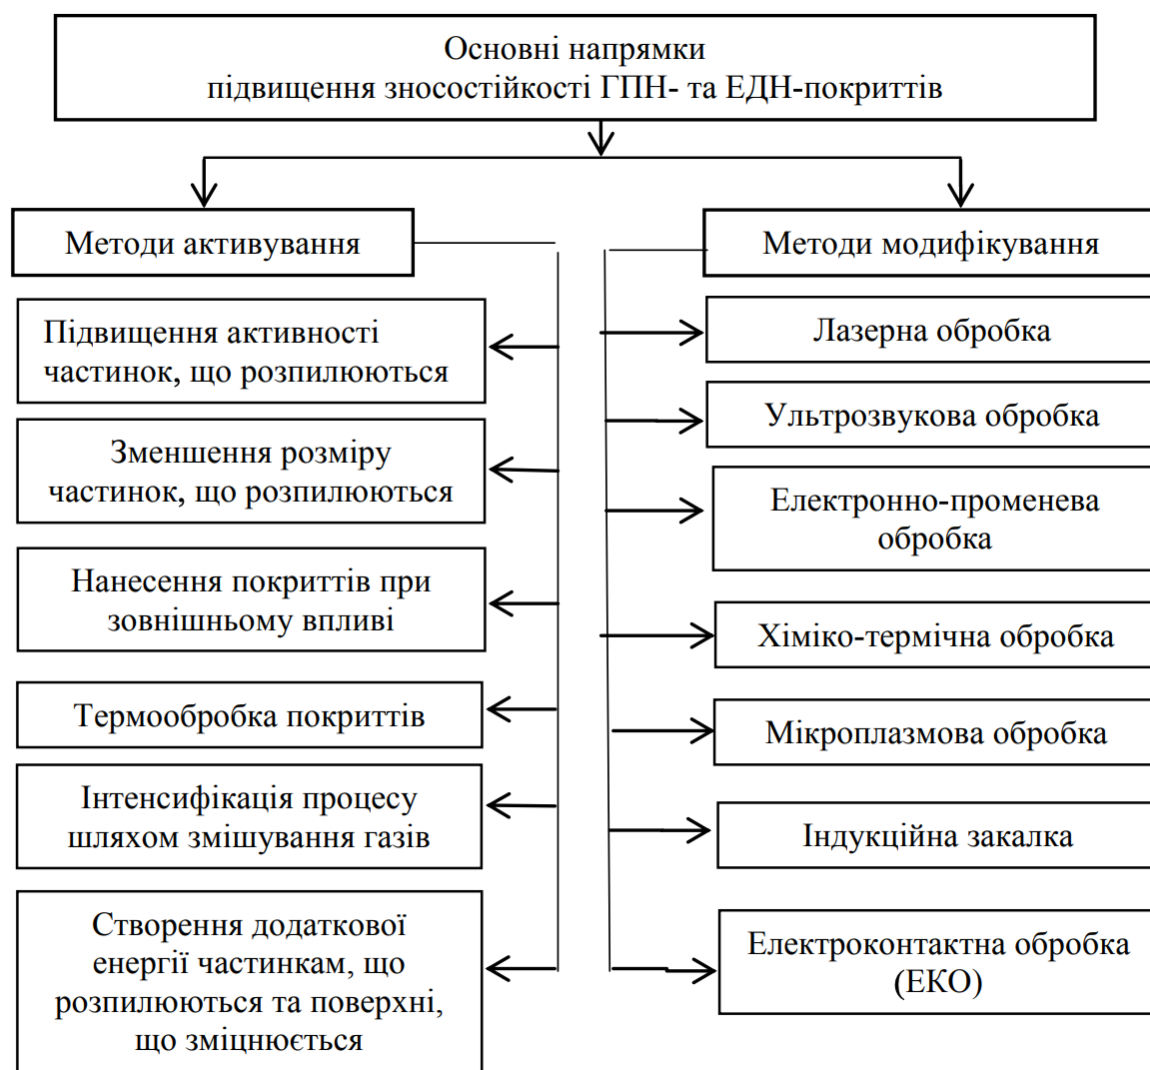 Основні напрямки
підвищення зносостійкості ГПН- та ЕДН-покриттів
Методи активування
Підвищення активності
частинок, що розпилюються
Зменшення розміру
частинок, що розпилюються
Нанесення покриттів при
зовнішньому впливі
Термообробка покриттів
Інтенсифікація процесу
шляхом змішування газів
Створення додаткової
енергії частинкам, що
розпилюються та поверхні,
що зміцнюється
Методи модифікування
Лазерна обробка
Ультрозвукова обробка
Електронно-променева
обробка
Хіміко-термічна обробка
Мікроплазмова обробка
Індукційна закалка
Електроконтактна обробка
(ЕКО)